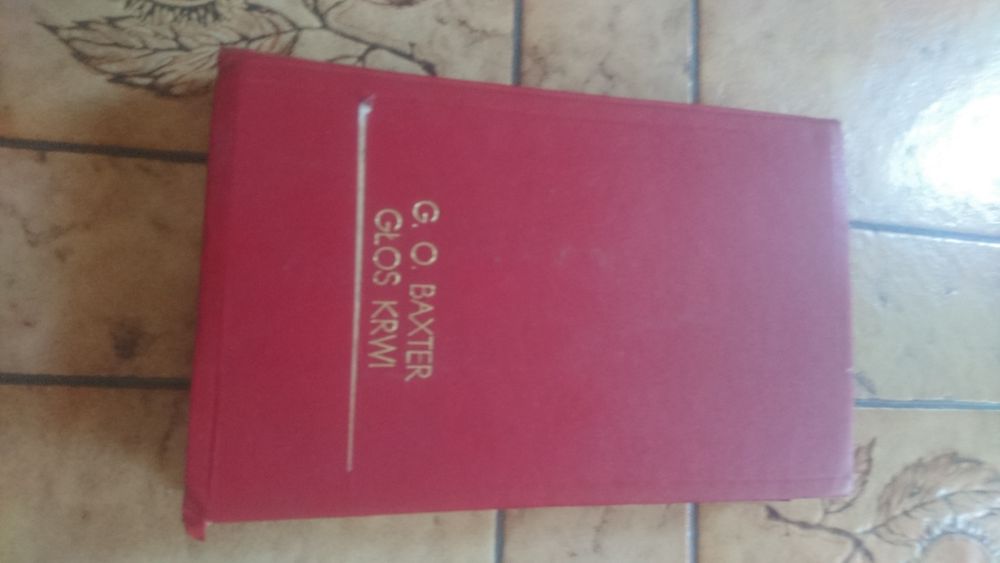 G. O. BAXTER
GŁOS KRWI